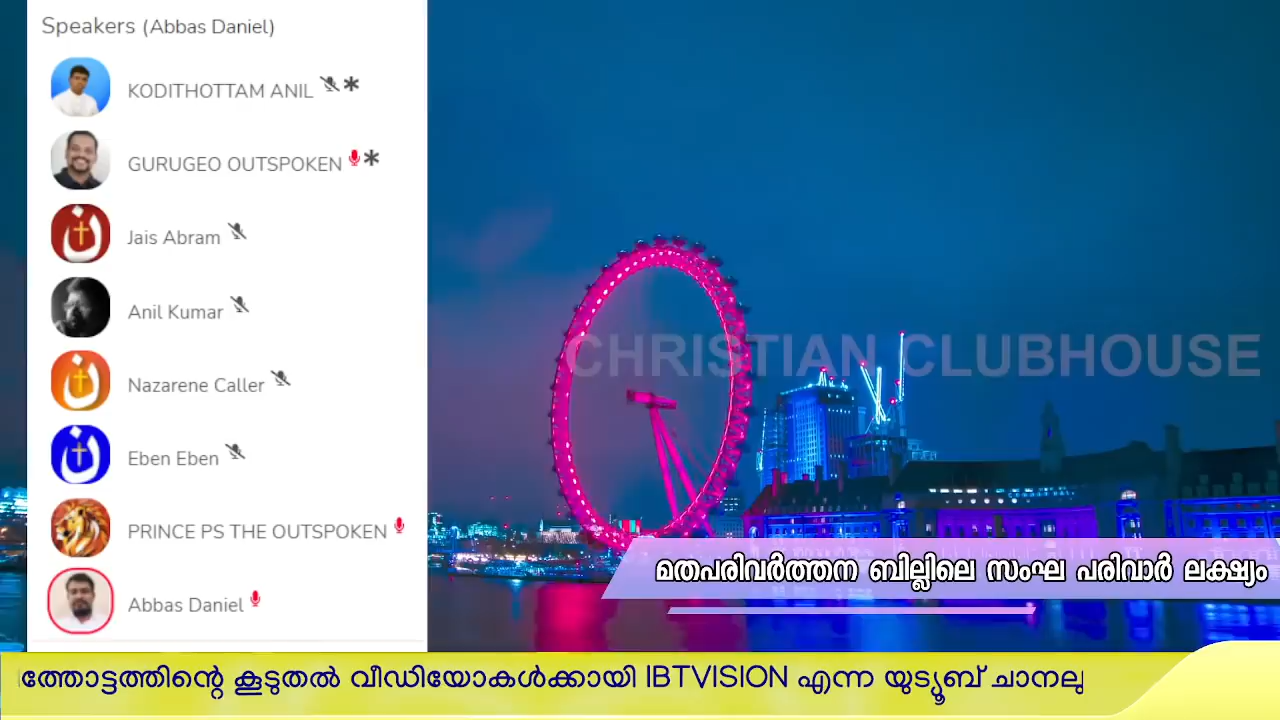 Speakers (Abbas Daniel)
KODITHOTTAM ANIL
GURUGEO OUTSPOKEN
Jais Abram
Anil Kumar
Nazarene Caller
Eben Eben
PRINCE PS THE OUTSPOKEN
Abbas Daniel
CHRISTIAN CLUBHOUSE
മതപരിവർത്തന ബില്ലിലെ സംഘ പരിവാർ ലക്ഷ്യം
ത്തോട്ടത്തിന്റെ കൂടുതൽ വീഡിയോകൾക്കായി IBTVISION എന്ന യുട്യൂബ് ചാനലു